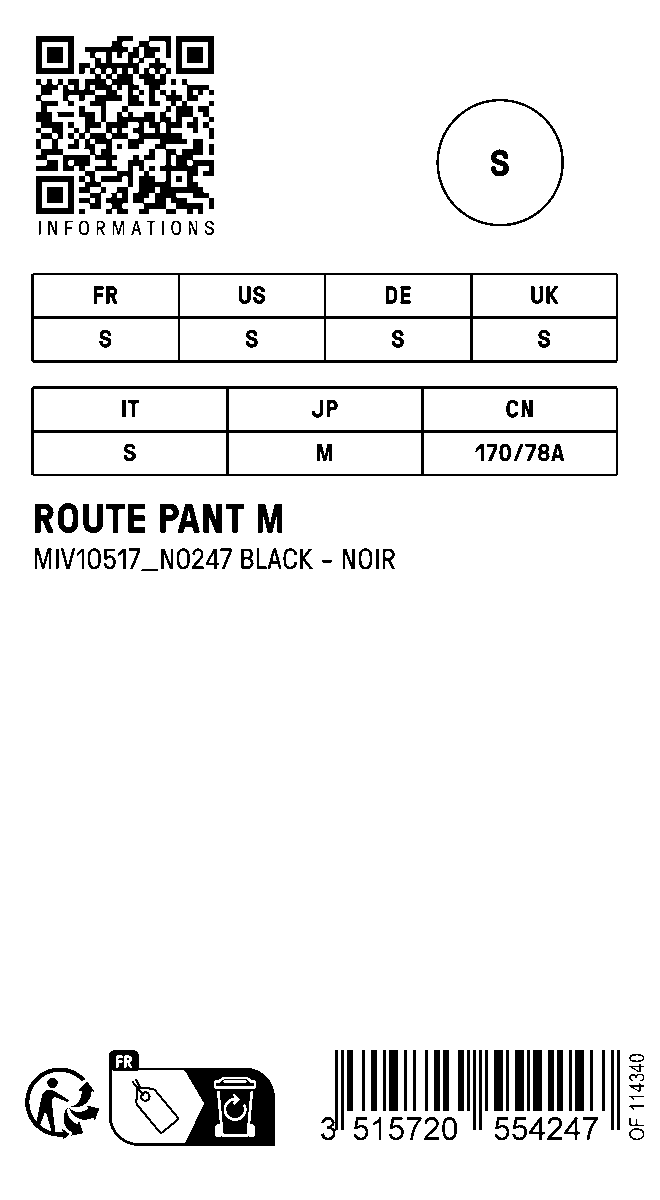 INFORMATIONS
S
FR US DE UK
S S S S
IT JP CN
S M 170/78A
ROUTE PANT M
MIV10517_N0247 BLACK - NOIR
FR
3 515720 554247
OF 114340